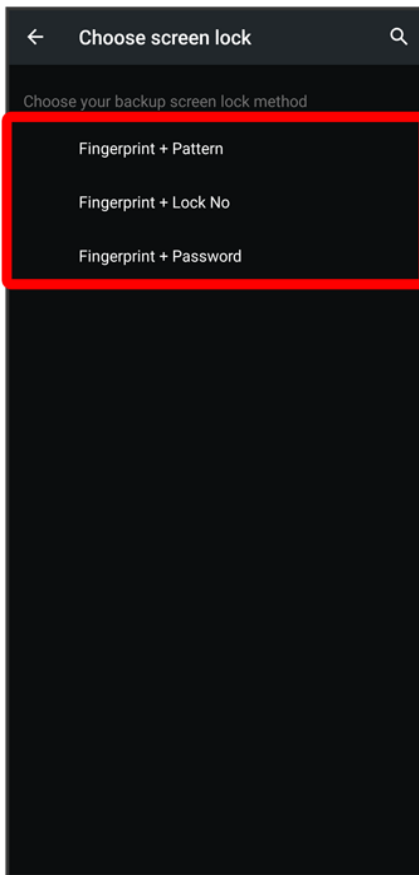 Choose screen lock
Choose your backup screen lock method
Fingerprint + Pattern
Fingerprint + Lock No
Fingerprint + Password